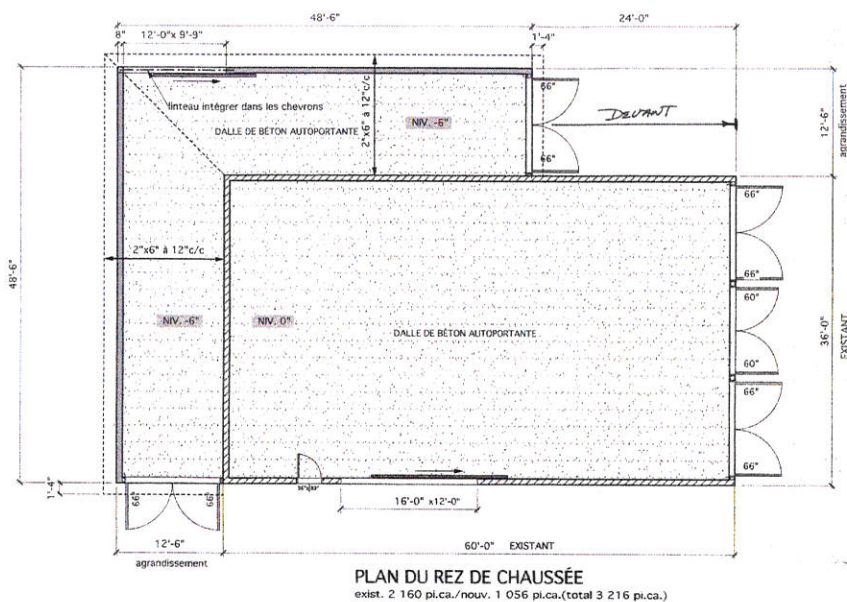 48'-6"
24'-0"
8"
12'-0"x 9'-9"
1'-4"
66"
linteau intégrer dans les chevrons
DALLE DE BÉTON AUTOPORTANTE
NIV. -6"
2"x6" à 12"c/c
DEVANT
12'-6"
agrandissement
66"
66"
2"x6" à 12"c/c
66"
60"
48'-6"
NIV. -6"
NIV. 0"
DALLE DE BÉTON AUTOPORTANTE
36'-0"
EXISTANT
60"
66"
66"
1'-4"
66"
66"
16'-0" x12'-0"
12'-6"
agrandissement
60'-0" EXISTANT
PLAN DU REZ DE CHAUSSÉE
exist. 2 160 pi.ca./nouv. 1 056 pi.ca.(total 3 216 pi.ca.)